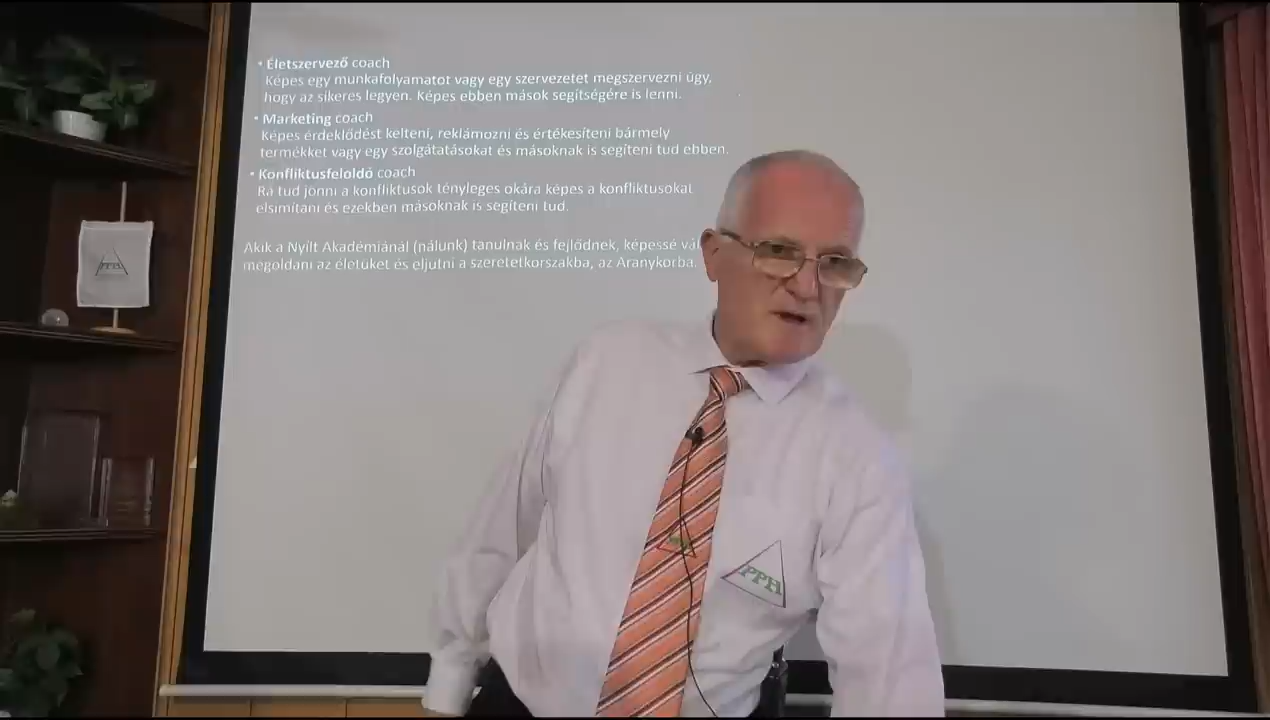 • Életszervező coach
Képes egy munkafolyamatot vagy egy szervezetet megszervezni úgy,
hogy az sikeres legyen. Képes ebben mások segítségére is lenni.
• Marketing coach
Képes érdeklődést kelteni, reklámozni és értékesíteni bármely
termékket vagy egy szolgátatásokat és másoknak is segíteni tud ebben.
• Konfliktusfeloldó coach
Rá tud jönni a konfliktusok tényleges okára képes a konfliktusokat
elsimítani és ezekben másoknak is segíteni tud.
Akik a Nyílt Akadémiánál (nálunk) tanulnak és fejlődnek, képessé vál
megoldani az életüket és eljutni a szeretetkorszakba, az Aranykorba.
PPH
PPH